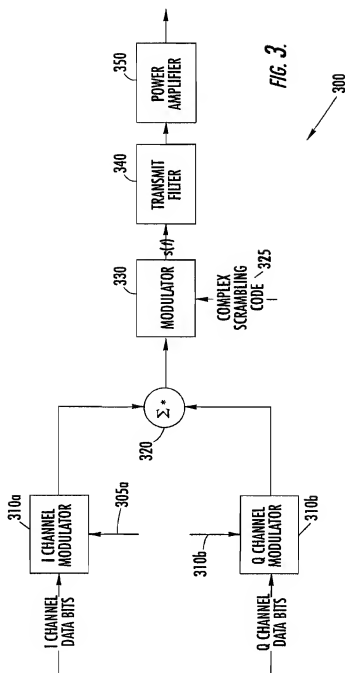 I CHANNEL
DATA BITS
310a
I CHANNEL
MODULATOR
305a
310b
Q CHANNEL
DATA BITS
Q CHANNEL
MODULATOR
310b
Σ*
320
330
MODULATOR
COMPLEX
SCRAMBLING
CODE
325
s(t)
340
TRANSMIT
FILTER
350
POWER
AMPLIFIER
FIG. 3.
300